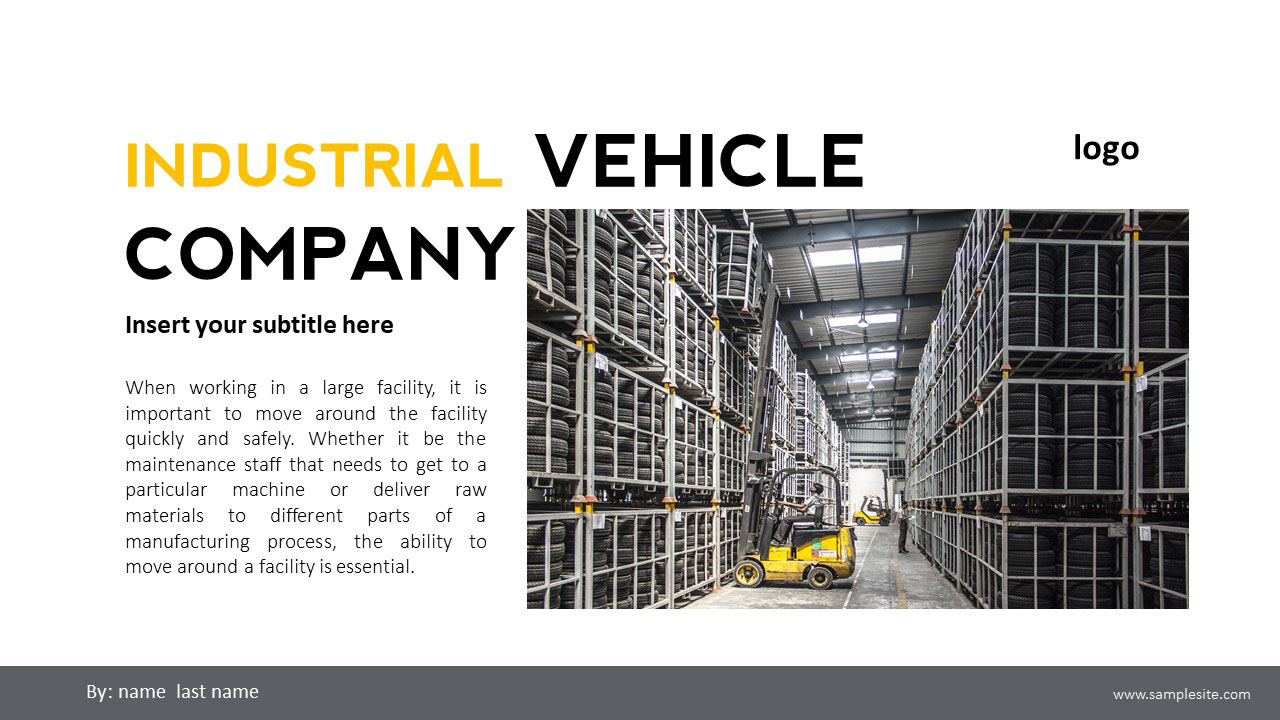 INDUSTRIAL VEHICLE
logo
COMPANY
Insert your subtitle here
When working in a large facility, it is
important to move around the facility
quickly and safely. Whether it be the
maintenance staff that needs to get to a
particular machine or deliver raw
materials to different parts of a
manufacturing process, the ability to
move around a facility is essential.
By: name last name
www.samplesite.com